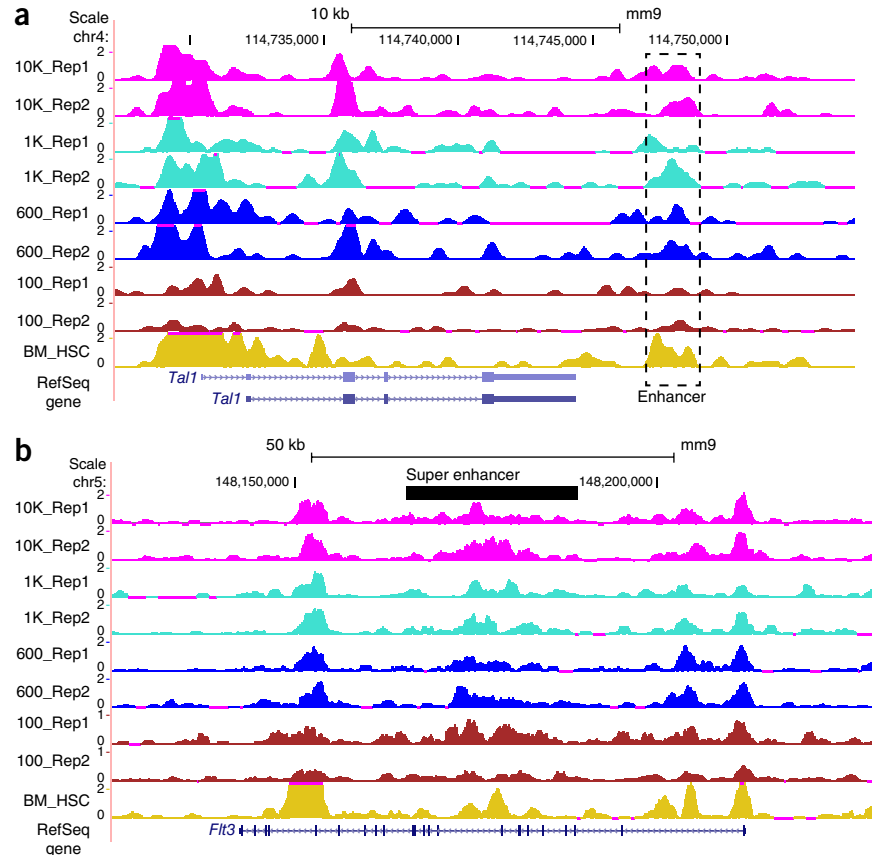 a
Scale 10 kb mm9
chr4: 114,735,000 114,740,000 114,745,000 114,750,000
10K_Rep1 2 0
10K_Rep2 2 0
1K_Rep1 2 0
1K_Rep2 2 0
600_Rep1 2 0
600_Rep2 2 0
100_Rep1 2 0
100_Rep2 2 0
BM_HSC 2 0
RefSeq gene Tal1
Tal1
Enhancer
b
Scale 50 kb mm9
chr5: 148,150,000 Super enhancer 148,200,000
10K_Rep1 2 0
10K_Rep2 2 0
1K_Rep1 2 0
1K_Rep2 2 0
600_Rep1 2 0
600_Rep2 2 0
100_Rep1 1 0
100_Rep2 1 0
BM_HSC 2 0
RefSeq gene Flt3